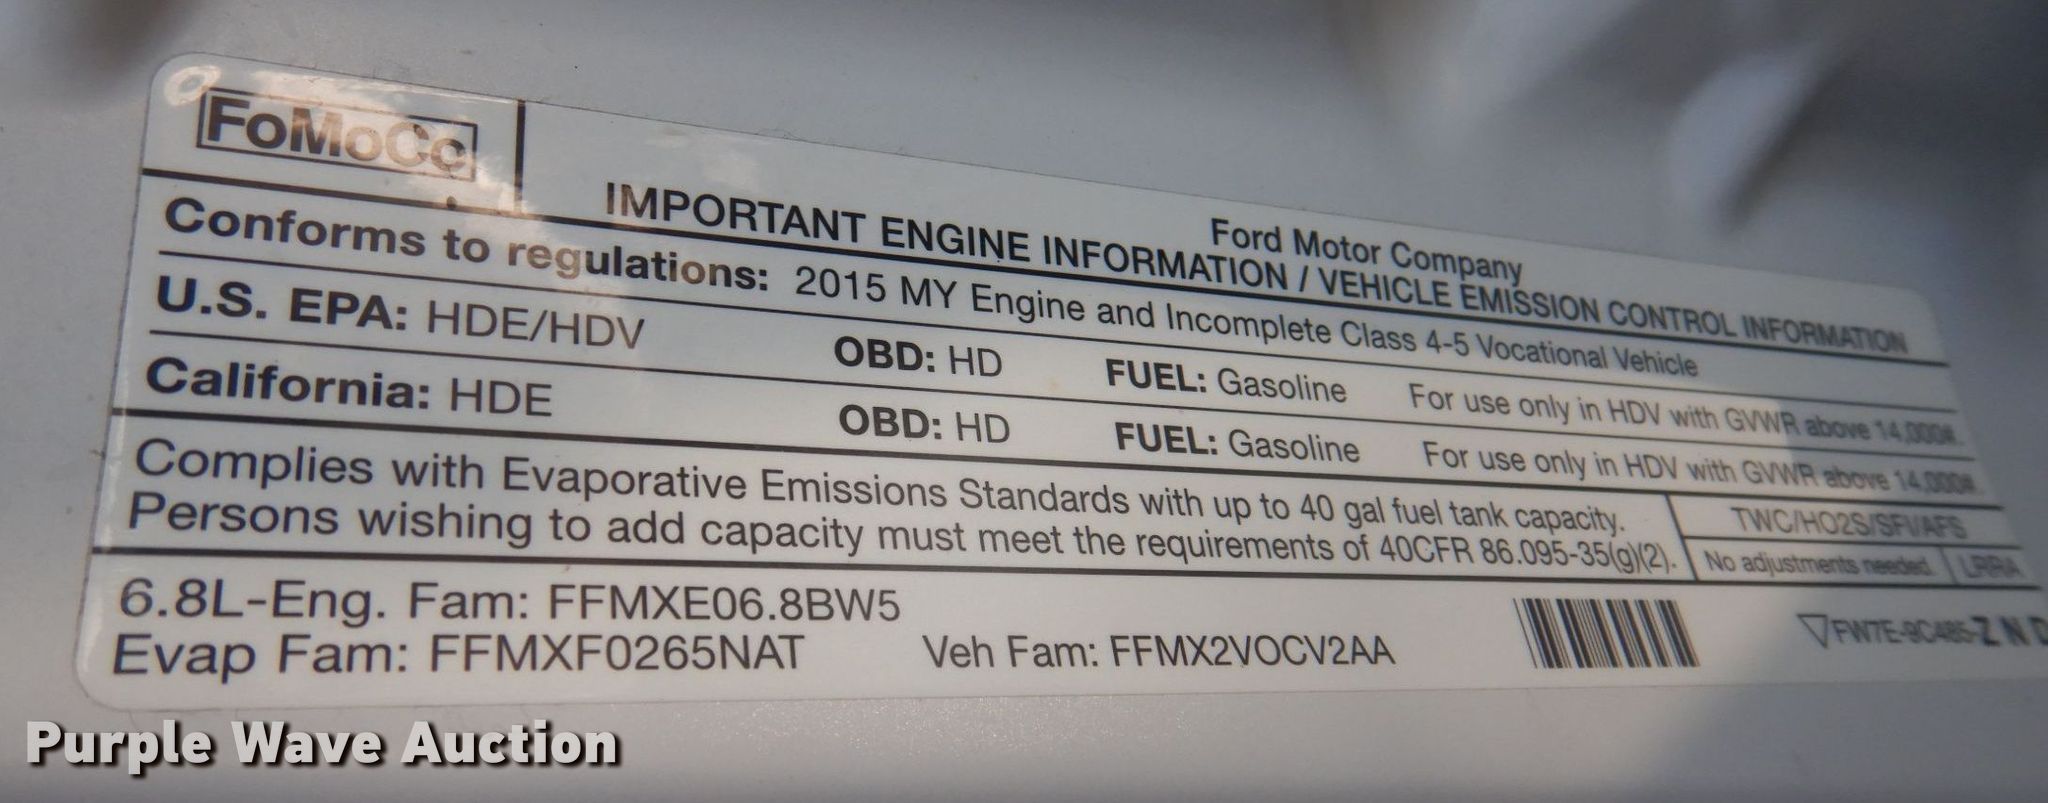 FoMoCo
Ford Motor Company
IMPORTANT ENGINE INFORMATION / VEHICLE EMISSION CONTROL INFORMATION
Conforms to regulations: 2015 MY Engine and Incomplete Class 4-5 Vocational Vehicle
U.S. EPA: HDE/HDV OBD: HD FUEL: Gasoline For use only in HDV with GVWR above 14,000#.
California: HDE OBD: HD FUEL: Gasoline For use only in HDV with GVWR above 14,000#.
Complies with Evaporative Emissions Standards with up to 40 gal fuel tank capacity.
Persons wishing to add capacity must meet the requirements of 40CFR 86.095-35(g)(2).
TWC/HO2S/SFI/AFS
No adjustments needed. LRRA
6.8L-Eng. Fam: FFMXE06.8BW5
Evap Fam: FFMXF0265NAT Veh Fam: FFMX2VOCV2AA
FW7E-9C485-Z N D
Purple Wave Auction